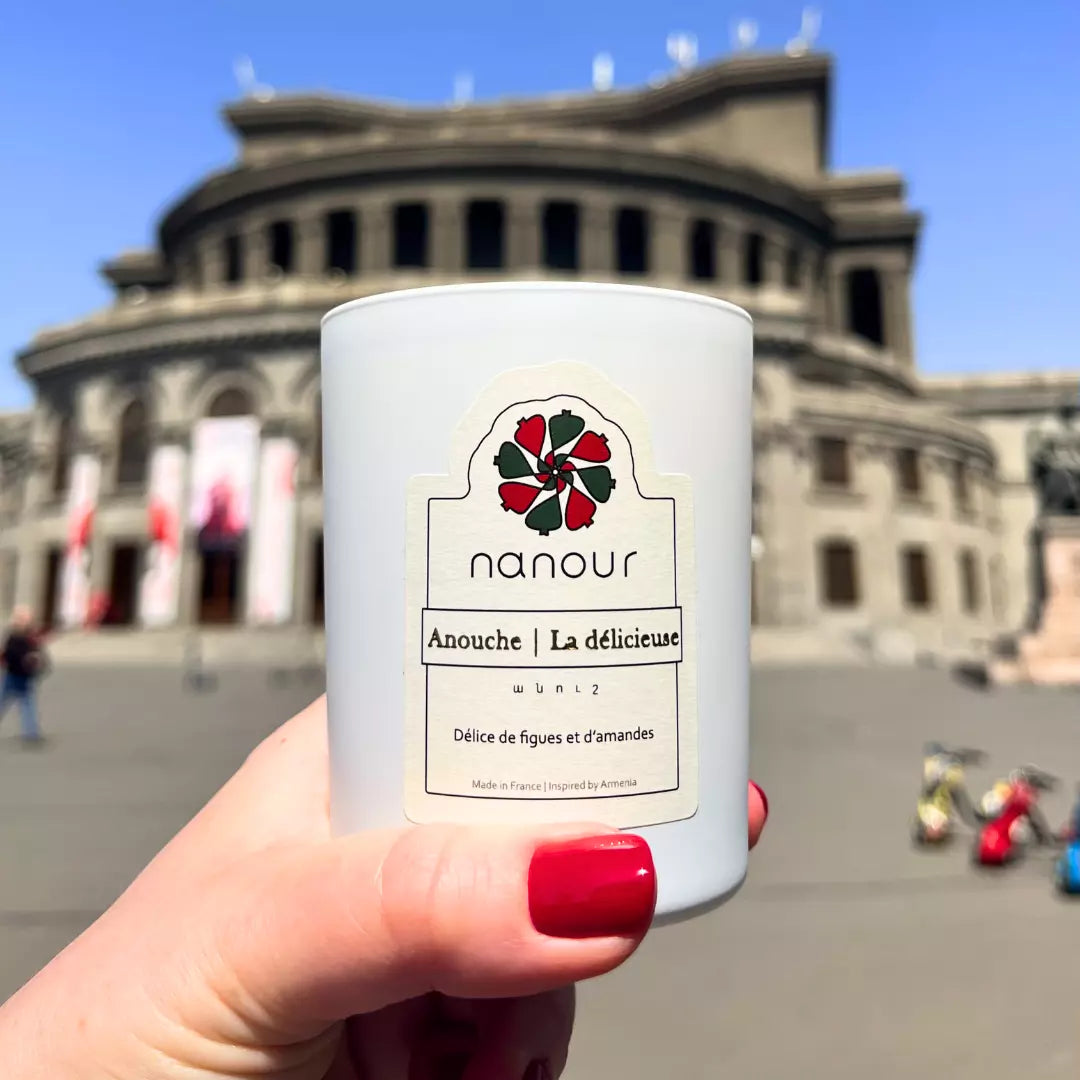 nanour
Anouche | La délicieuse
անուշ
Délice de figues et d'amandes
Made in France | Inspired by Armenia